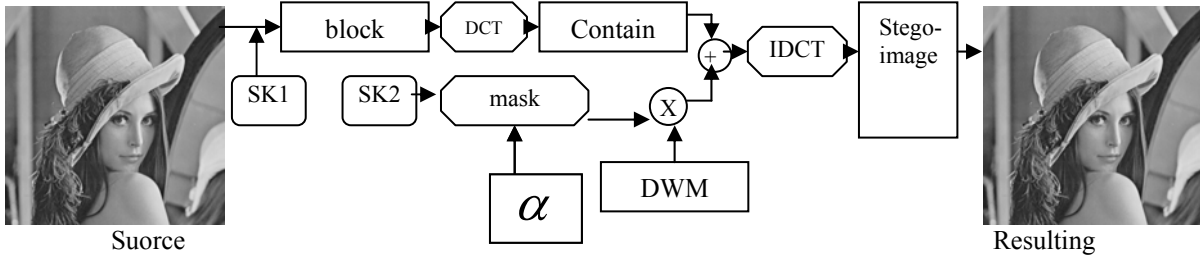 block
DCT
Contain
+
IDCT
Stego-
image
SK1
SK2
mask
X
α
DWM
Suorce
Resulting